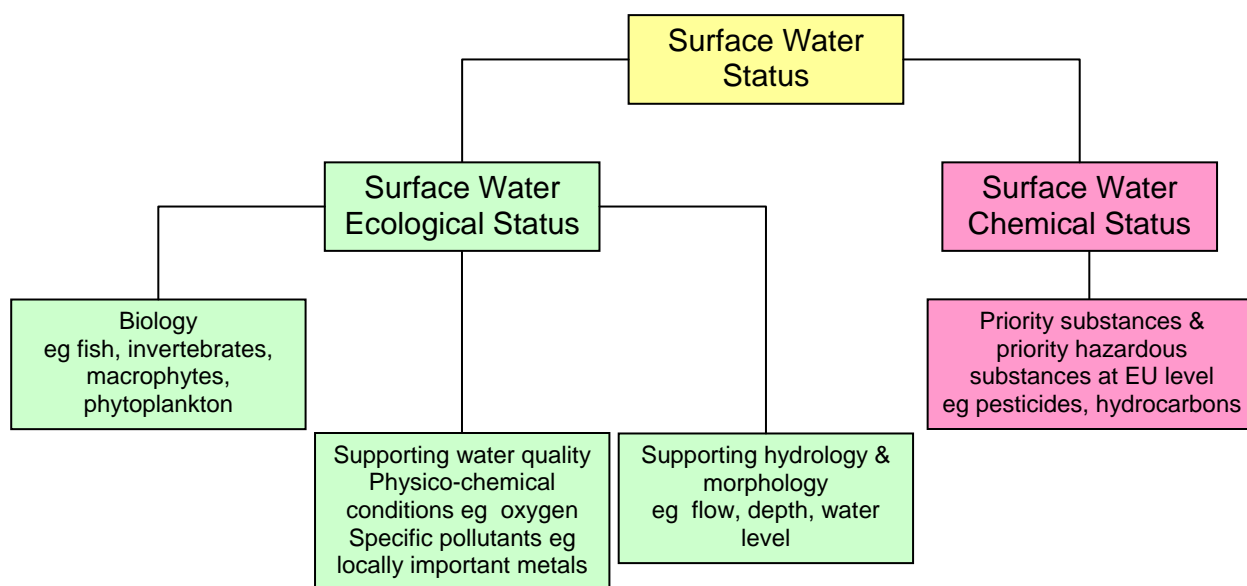 Surface Water
Status
Surface Water
Ecological Status
Surface Water
Chemical Status
Biology
eg fish, invertebrates,
macrophytes,
phytoplankton
Priority substances &
priority hazardous
substances at EU level
eg pesticides, hydrocarbons
Supporting water quality
Physico-chemical
conditions eg  oxygen
Specific pollutants eg
locally important metals
Supporting hydrology &
morphology
eg  flow, depth, water
level